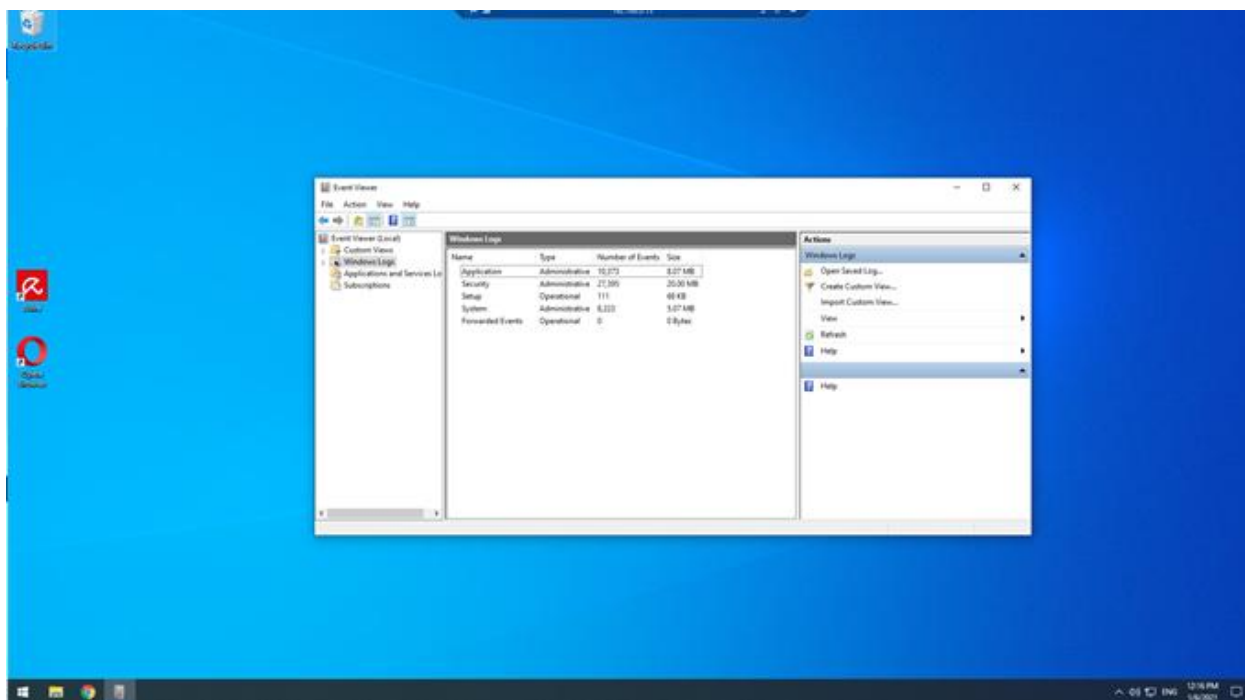 Event Viewer
File Action View Help
Event Viewer (Local)
Custom Views
Windows Logs
Applications and Services Lo
Subscriptions
Windows Logs
Name Type Number of Events Size
Application Administrative 10,373 8.07 MB
Security Administrative 27,395 20.00 MB
Setup Operational 111 68 KB
System Administrative 5.07 MB
Forwarded Events Operational 0 0 Bytes
Actions
Windows Logs
Open Saved Log...
Create Custom View...
Import Custom View...
View
Refresh
Help
Help
ENG
12:16 PM